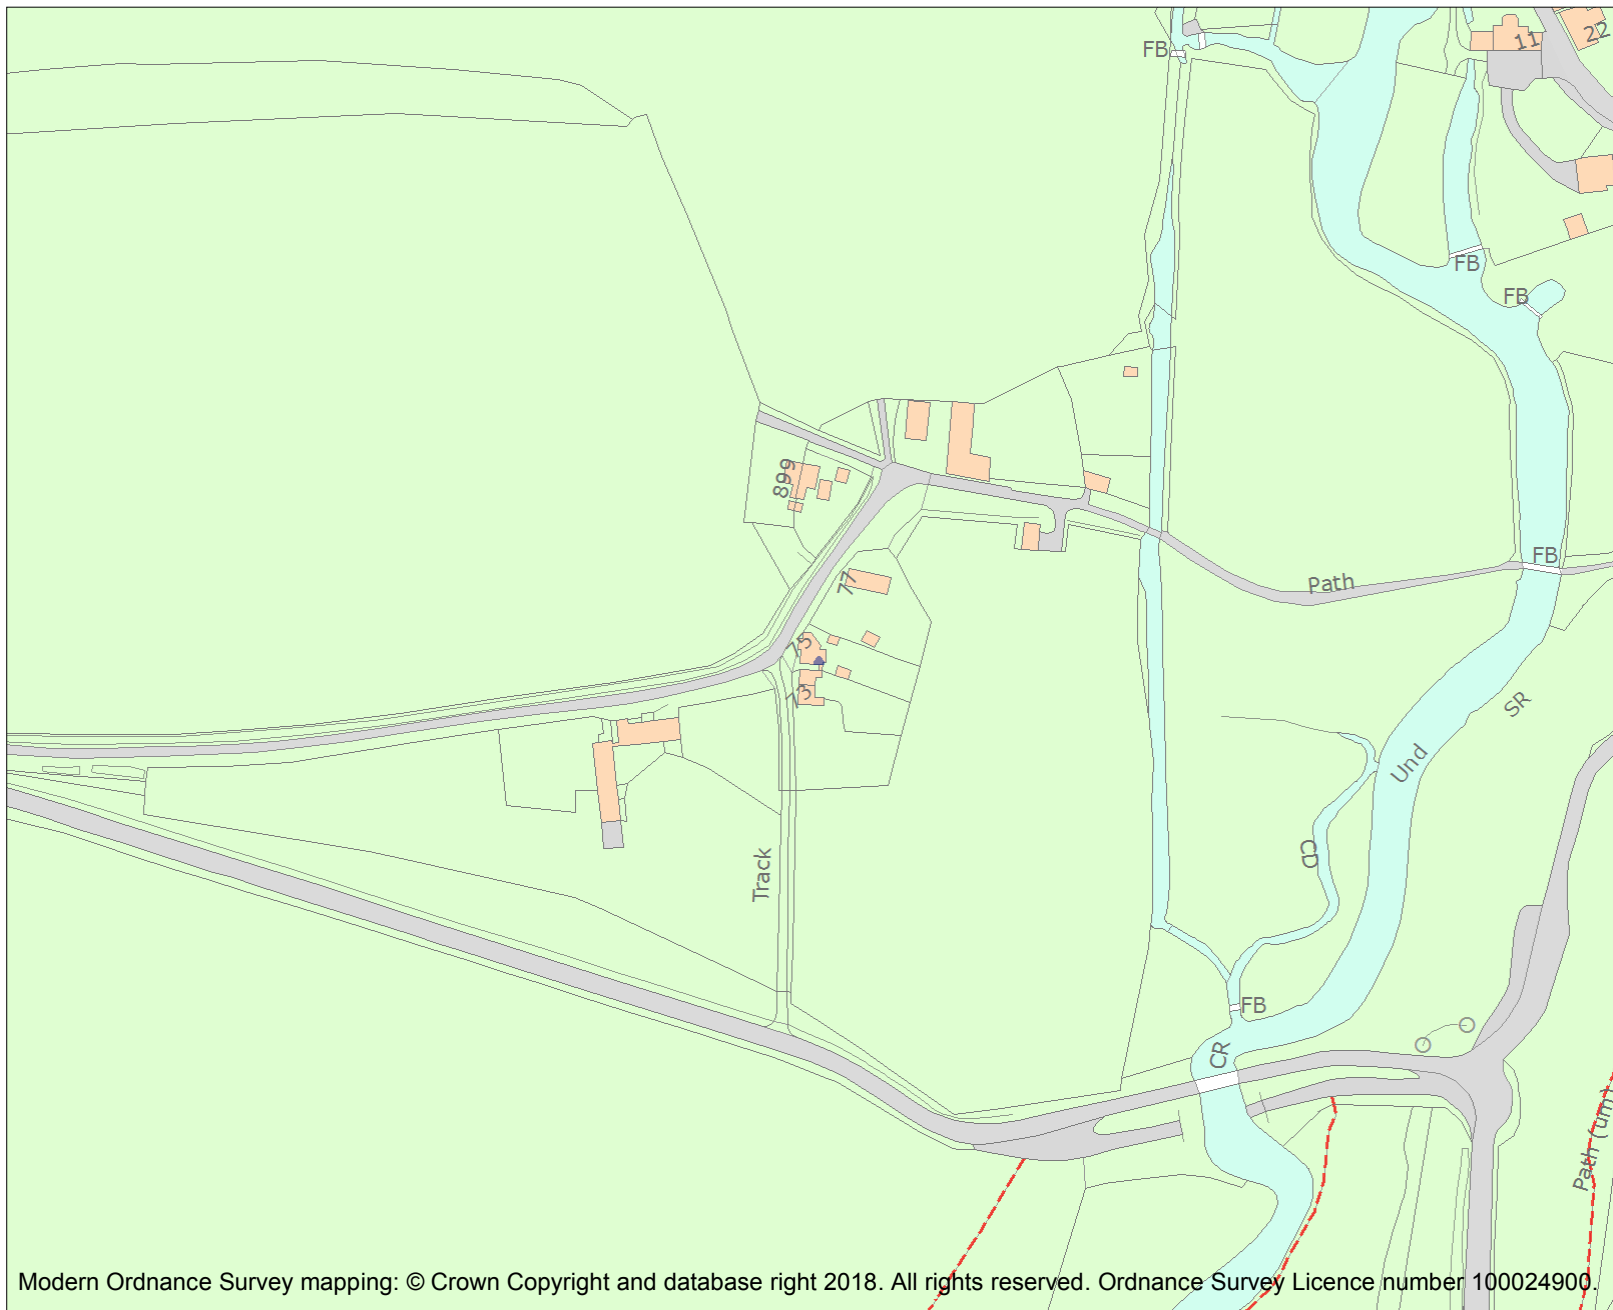 22
11
FB
FB
FB
899
FB
77
Path
75
73
SR
Und
CD
Track
FB
CR
Path (um)
Modern Ordnance Survey mapping: © Crown Copyright and database right 2018. All rights reserved. Ordnance Survey Licence number 100024900.